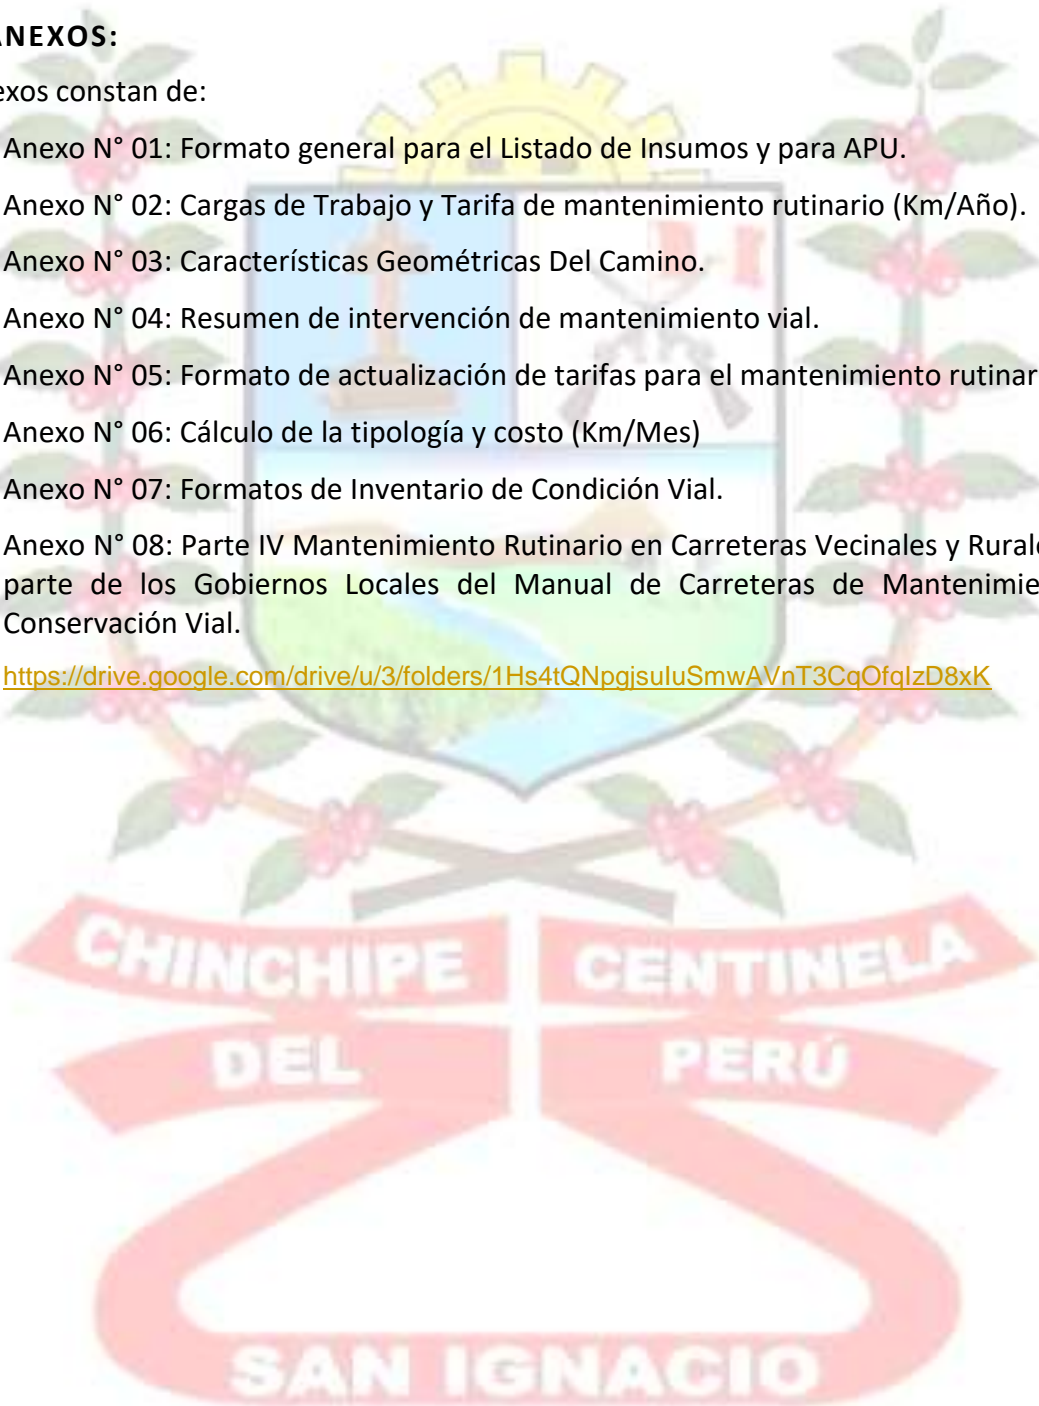 ANEXOS:
exos constan de:
Anexo N° 01: Formato general para el Listado de Insumos y para APU.
Anexo N° 02: Cargas de Trabajo y Tarifa de mantenimiento rutinario (Km/Año).
Anexo N° 03: Características Geométricas Del Camino.
Anexo N° 04: Resumen de intervención de mantenimiento vial.
Anexo N° 05: Formato de actualización de tarifas para el mantenimiento rutinar
Anexo N° 06: Cálculo de la tipología y costo (Km/Mes)
Anexo N° 07: Formatos de Inventario de Condición Vial.
Anexo N° 08: Parte IV Mantenimiento Rutinario en Carreteras Vecinales y Rurale
parte de los Gobiernos Locales del Manual de Carreteras de Mantenimie
Conservación Vial.
https://drive.google.com/drive/u/3/folders/1Hs4tQNpgjsuIuSmwAVnT3CqOfqIzD8xK
CHINCHIPE CENTINELA
DEL PERÚ
SAN IGNACIO